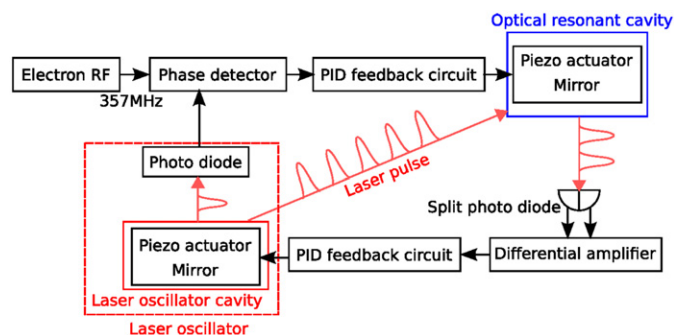 Optical resonant cavity
Electron RF
Phase detector
PID feedback circuit
Piezo actuator
Mirror
357MHz
Photo diode
Laser pulse
Split photo diode
Piezo actuator
Mirror
PID feedback circuit
Differential amplifier
Laser oscillator cavity
Laser oscillator